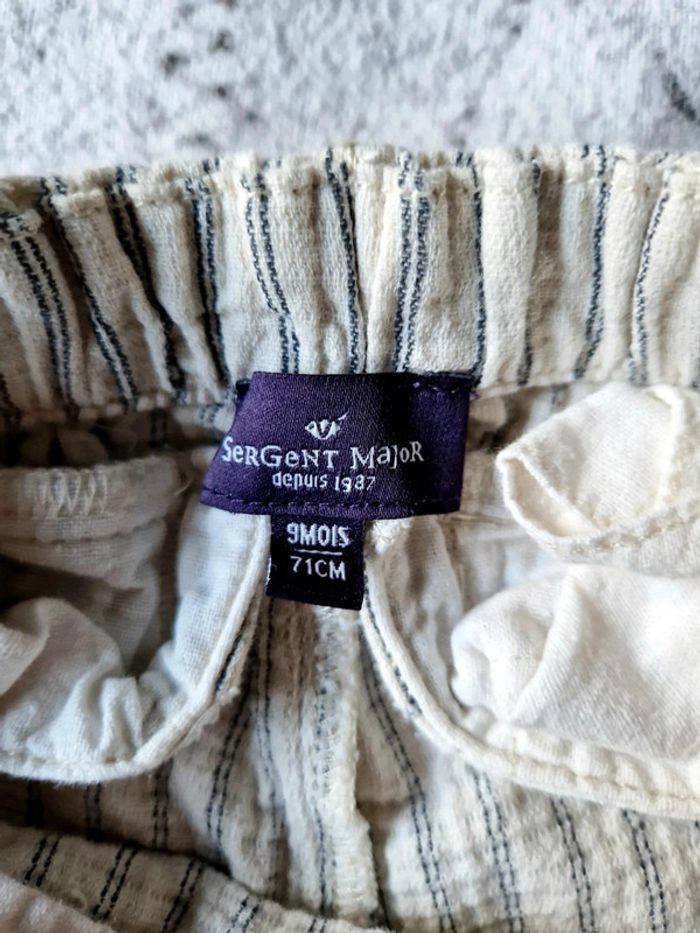 SERGENT MAJOR
depuis 1987
9MOIS
71CM